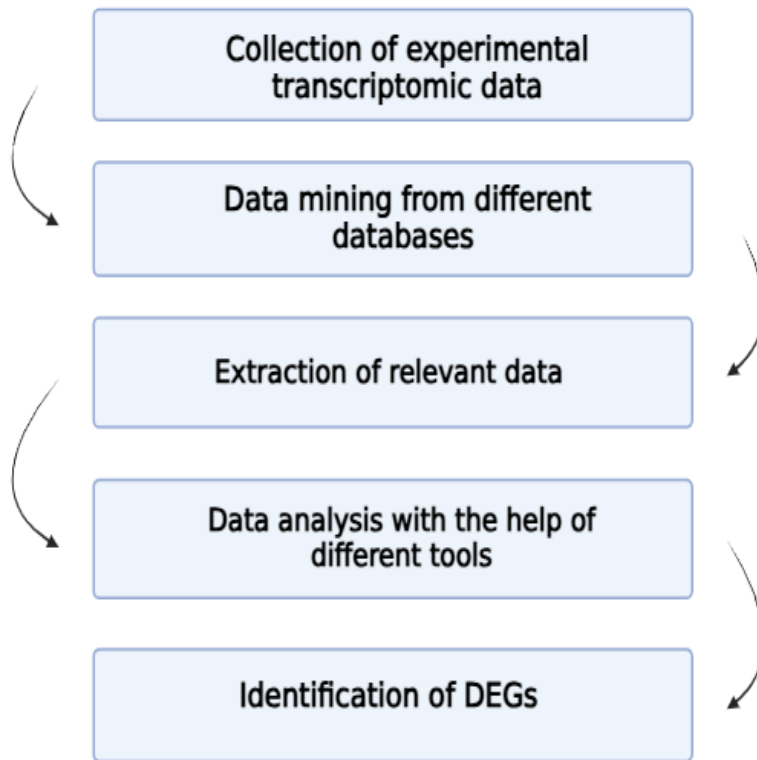 Collection of experimental
transcriptomic data
Data mining from different
databases
Extraction of relevant data
Data analysis with the help of
different tools
Identification of DEGs